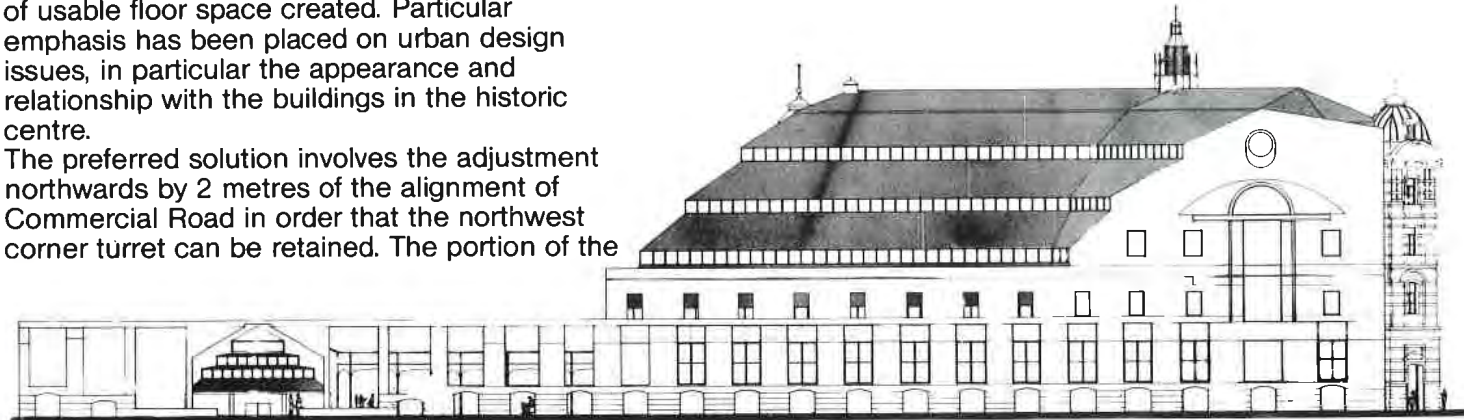 of usable floor space created. Particular
emphasis has been placed on urban design
issues, in particular the appearance and
relationship with the buildings in the historic
centre.
The preferred solution involves the adjustment
northwards by 2 metres of the alignment of
Commercial Road in order that the northwest
corner turret can be retained. The portion of the